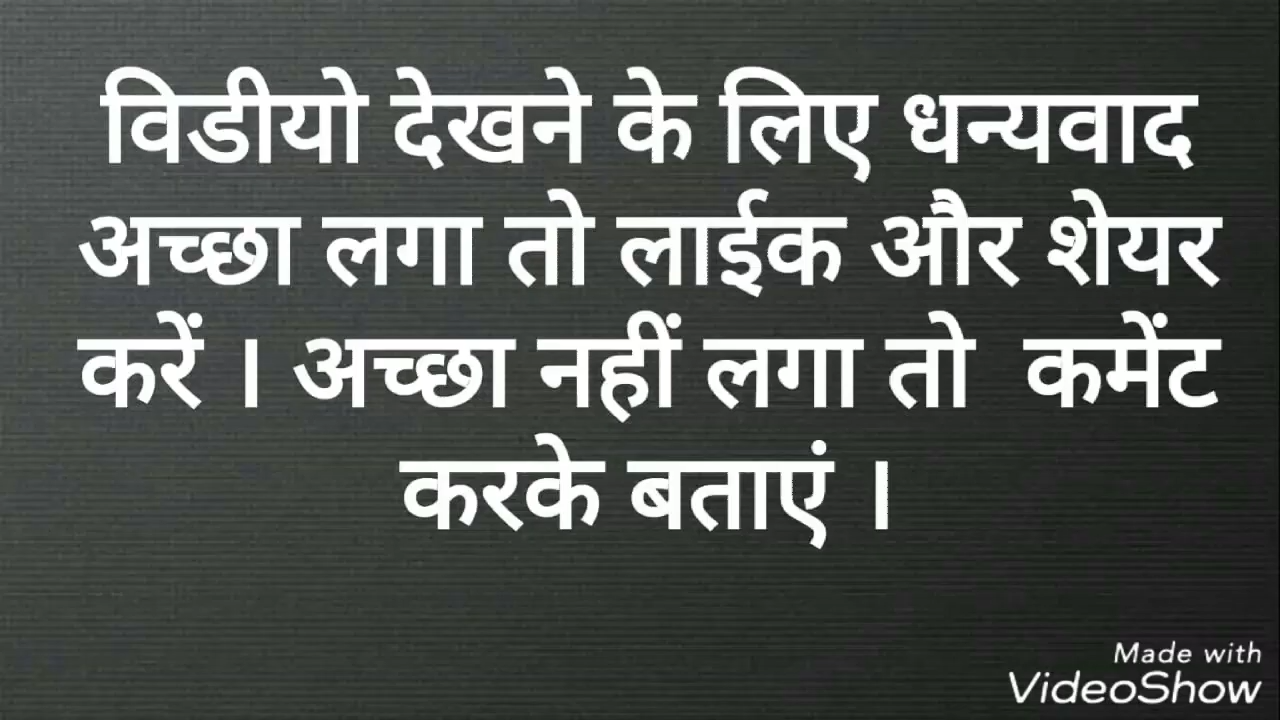 विडीयो देखने के लिए धन्यवाद
अच्छा लगा तो लाईक और शेयर
करें । अच्छा नहीं लगा तो  कमेंट
करके बताएं ।
Made with
VideoShow